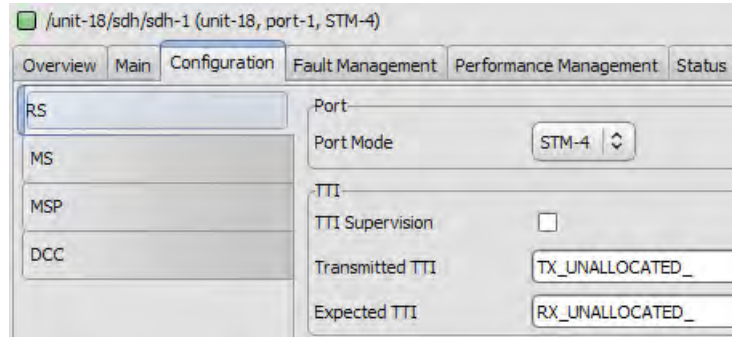 /unit-18/sdh/sdh-1 (unit-18, port-1, STM-4)
Overview Main Configuration Fault Management Performance Management Status
RS
MS
MSP
DCC
Port
Port Mode STM-4
TTI
TTI Supervision
Transmitted TTI TX_UNALLOCATED_
Expected TTI RX_UNALLOCATED_